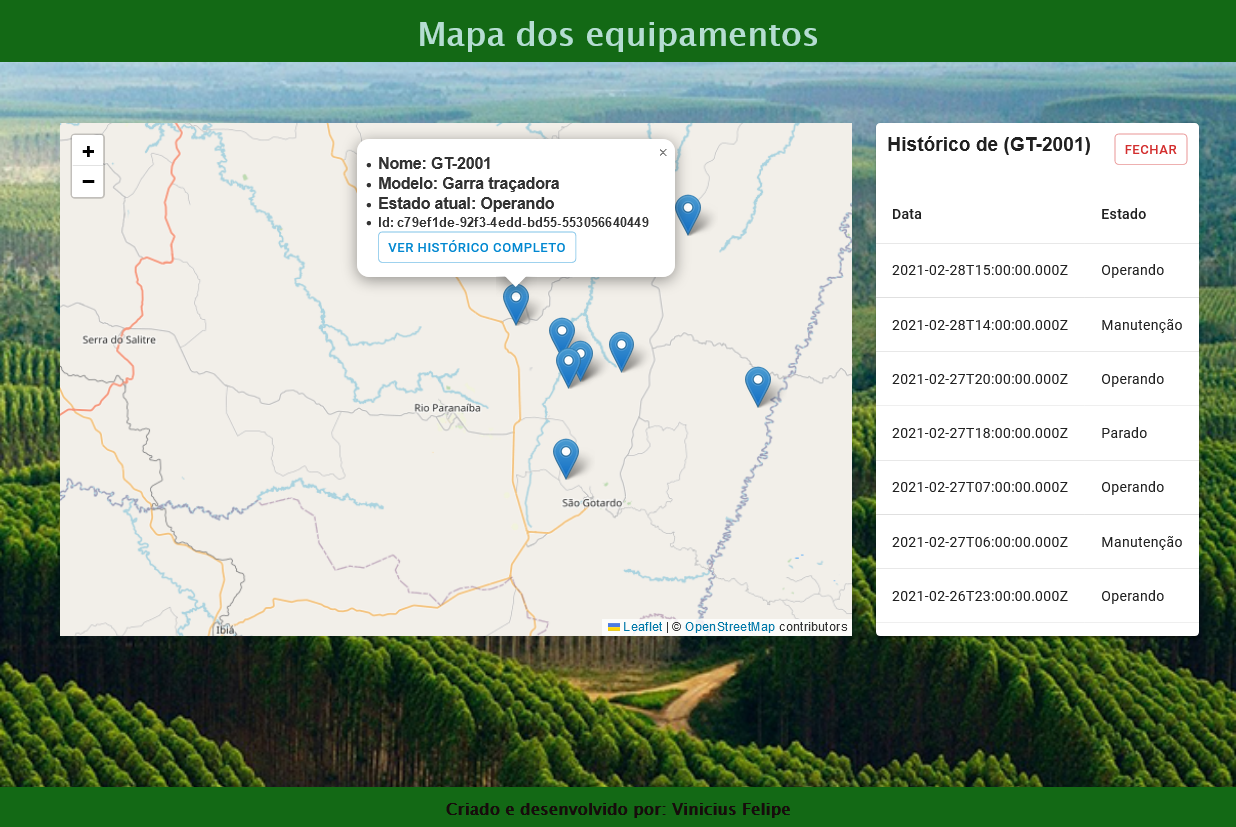 Mapa dos equipamentos
+
−
Nome: GT-2001
Modelo: Garra traçadora
Estado atual: Operando
Id: c79ef1de-92f3-4edd-bd55-553056640449
VER HISTÓRICO COMPLETO
×
Serra do Salitre
Rio Paranaíba
São Gotardo
Ibiá
Leaflet | © OpenStreetMap contributors
Histórico de (GT-2001)
FECHAR
Data Estado
2021-02-28T15:00:00.000Z Operando
2021-02-28T14:00:00.000Z Manutenção
2021-02-27T20:00:00.000Z Operando
2021-02-27T18:00:00.000Z Parado
2021-02-27T07:00:00.000Z Operando
2021-02-27T06:00:00.000Z Manutenção
2021-02-26T23:00:00.000Z Operando
Criado e desenvolvido por: Vinicius Felipe